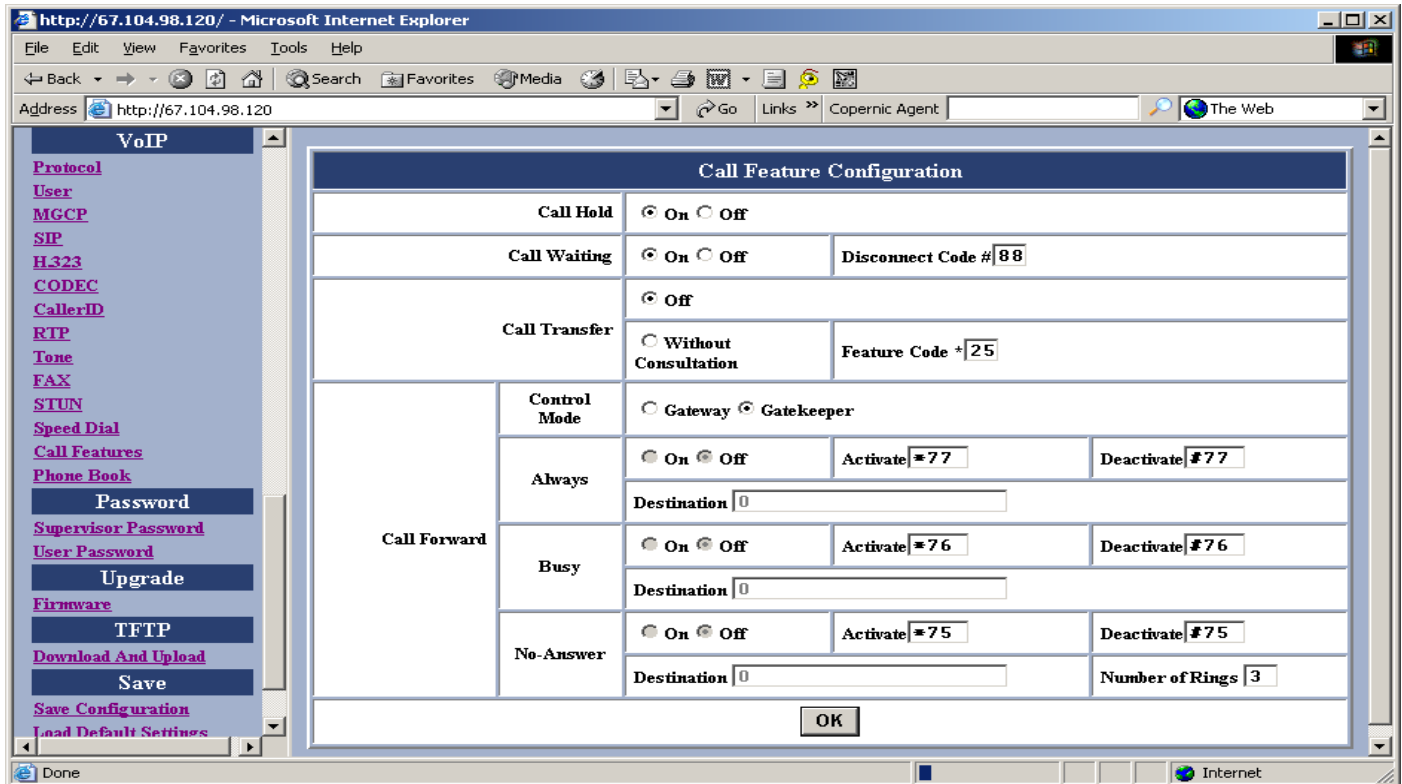 http://67.104.98.120/ - Microsoft Internet Explorer
File Edit View Favorites Tools Help
Back Search Favorites Media
Address http://67.104.98.120 Go Links » Copernic Agent The Web
VoIP
Protocol
User
MGCP
SIP
H.323
CODEC
CallerID
RTP
Tone
FAX
STUN
Speed Dial
Call Features
Phone Book
Password
Supervisor Password
User Password
Upgrade
Firmware
TFTP
Download And Upload
Save
Save Configuration
Load Default Settings
Call Feature Configuration
Call Hold On Off
Call Waiting On Off Disconnect Code # 88
Call Transfer
Off
Without Consultation Feature Code * 25
Call Forward
Control Mode Gateway Gatekeeper
Always On Off Activate *77 Deactivate #77
Destination 0
Busy On Off Activate *76 Deactivate #76
Destination 0
No-Answer On Off Activate *75 Deactivate #75
Destination 0 Number of Rings 3
OK
Done Internet